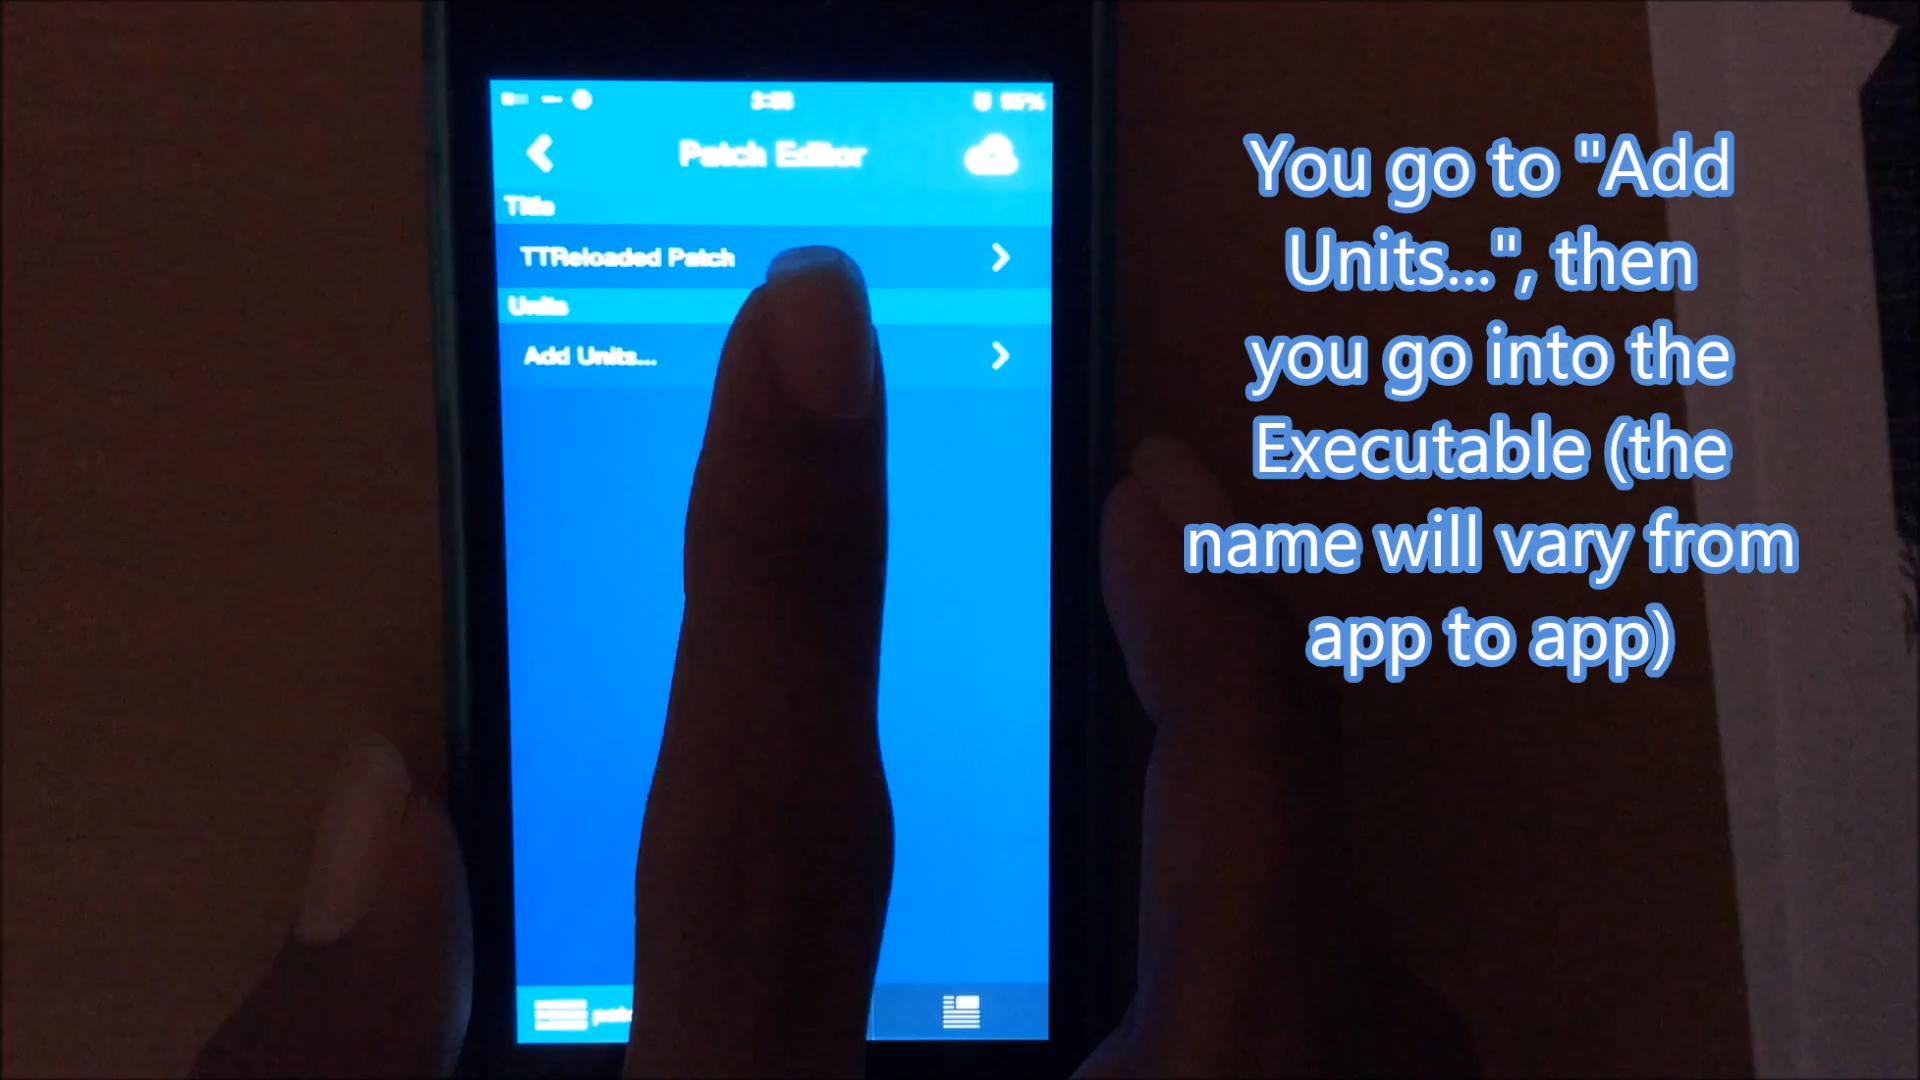 95%
Patch Editor
Title
TTReloaded Patch
Units
Add Units...
You go to "Add
Units...", then
you go into the
Executable (the
name will vary from
app to app)